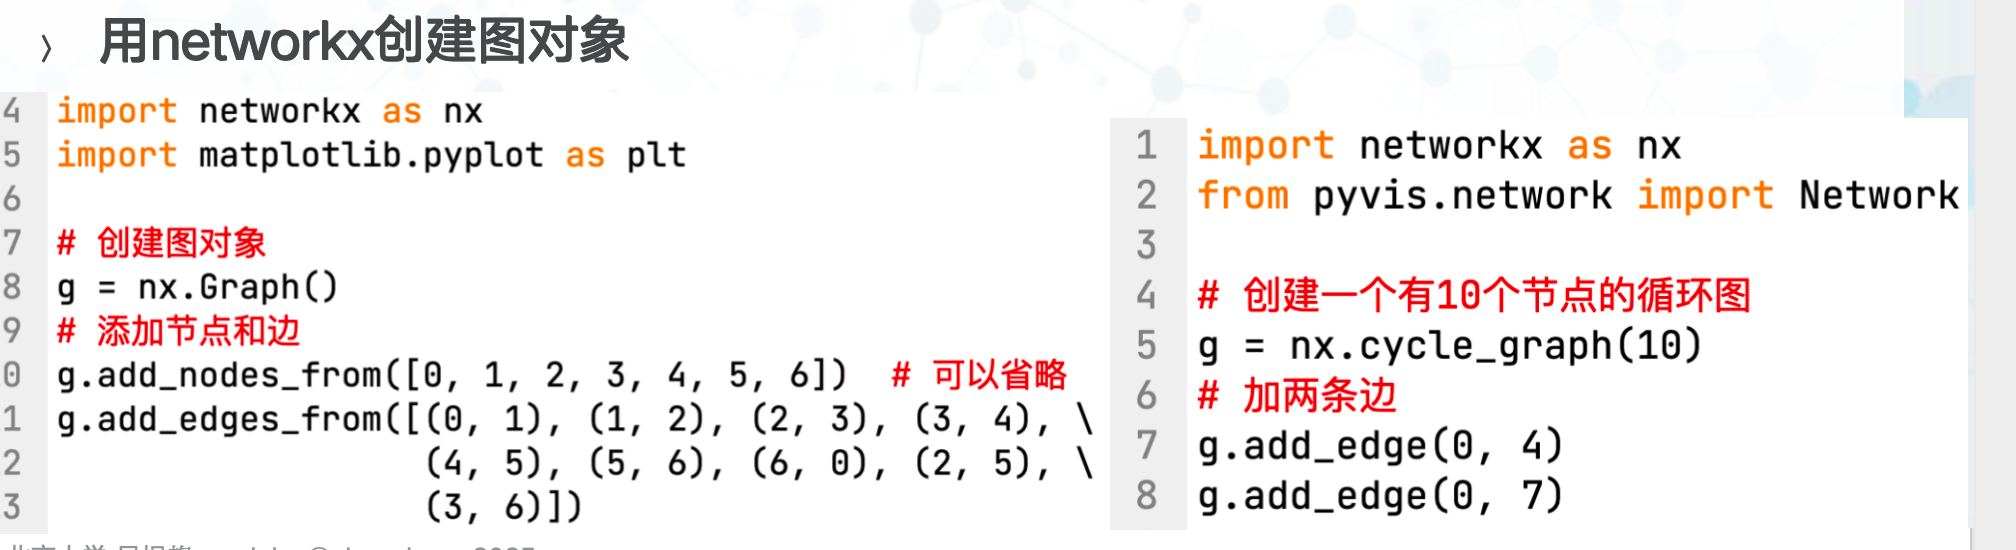 › 用networkx创建图对象
4 import networkx as nx
5 import matplotlib.pyplot as plt
6
7 # 创建图对象
8 g = nx.Graph()
9 # 添加节点和边
0 g.add_nodes_from([0, 1, 2, 3, 4, 5, 6]) # 可以省略
1 g.add_edges_from([(0, 1), (1, 2), (2, 3), (3, 4), \
2 (4, 5), (5, 6), (6, 0), (2, 5), \
3 (3, 6)])
1 import networkx as nx
2 from pyvis.network import Network
3
4 # 创建一个有10个节点的循环图
5 g = nx.cycle_graph(10)
6 # 加两条边
7 g.add_edge(0, 4)
8 g.add_edge(0, 7)